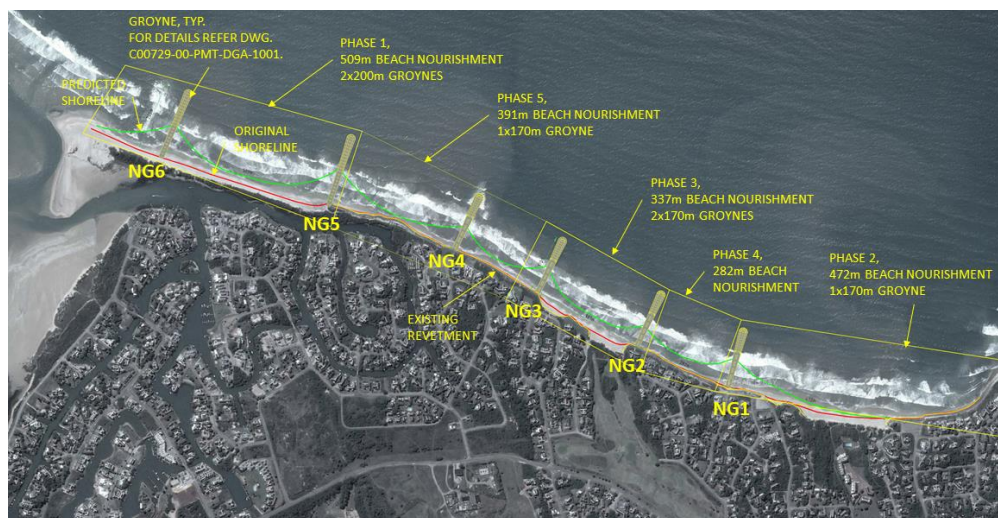 GROYNE, TYP.
FOR DETAILS REFER DWG.
C00729-00-PMT-DGA-1001.
PHASE 1,
509m BEACH NOURISHMENT
2x200m GROYNES
PREDICTED
SHORELINE
ORIGINAL
SHORELINE
PHASE 5,
391m BEACH NOURISHMENT
1x170m GROYNE
NG6
NG5
PHASE 3,
337m BEACH NOURISHMENT
2x170m GROYNES
NG4
PHASE 4,
282m BEACH
NOURISHMENT
PHASE 2,
472m BEACH NOURISHMENT
1x170m GROYNE
NG3
EXISTING
REVETMENT
NG2
NG1